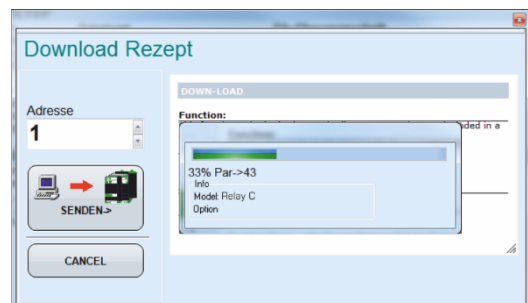 Download Rezept
Adresse
1
SENDEN->
CANCEL
DOWN-LOAD
Function:
ded in a
33% Par->43
Info
Model: Relay C
Option